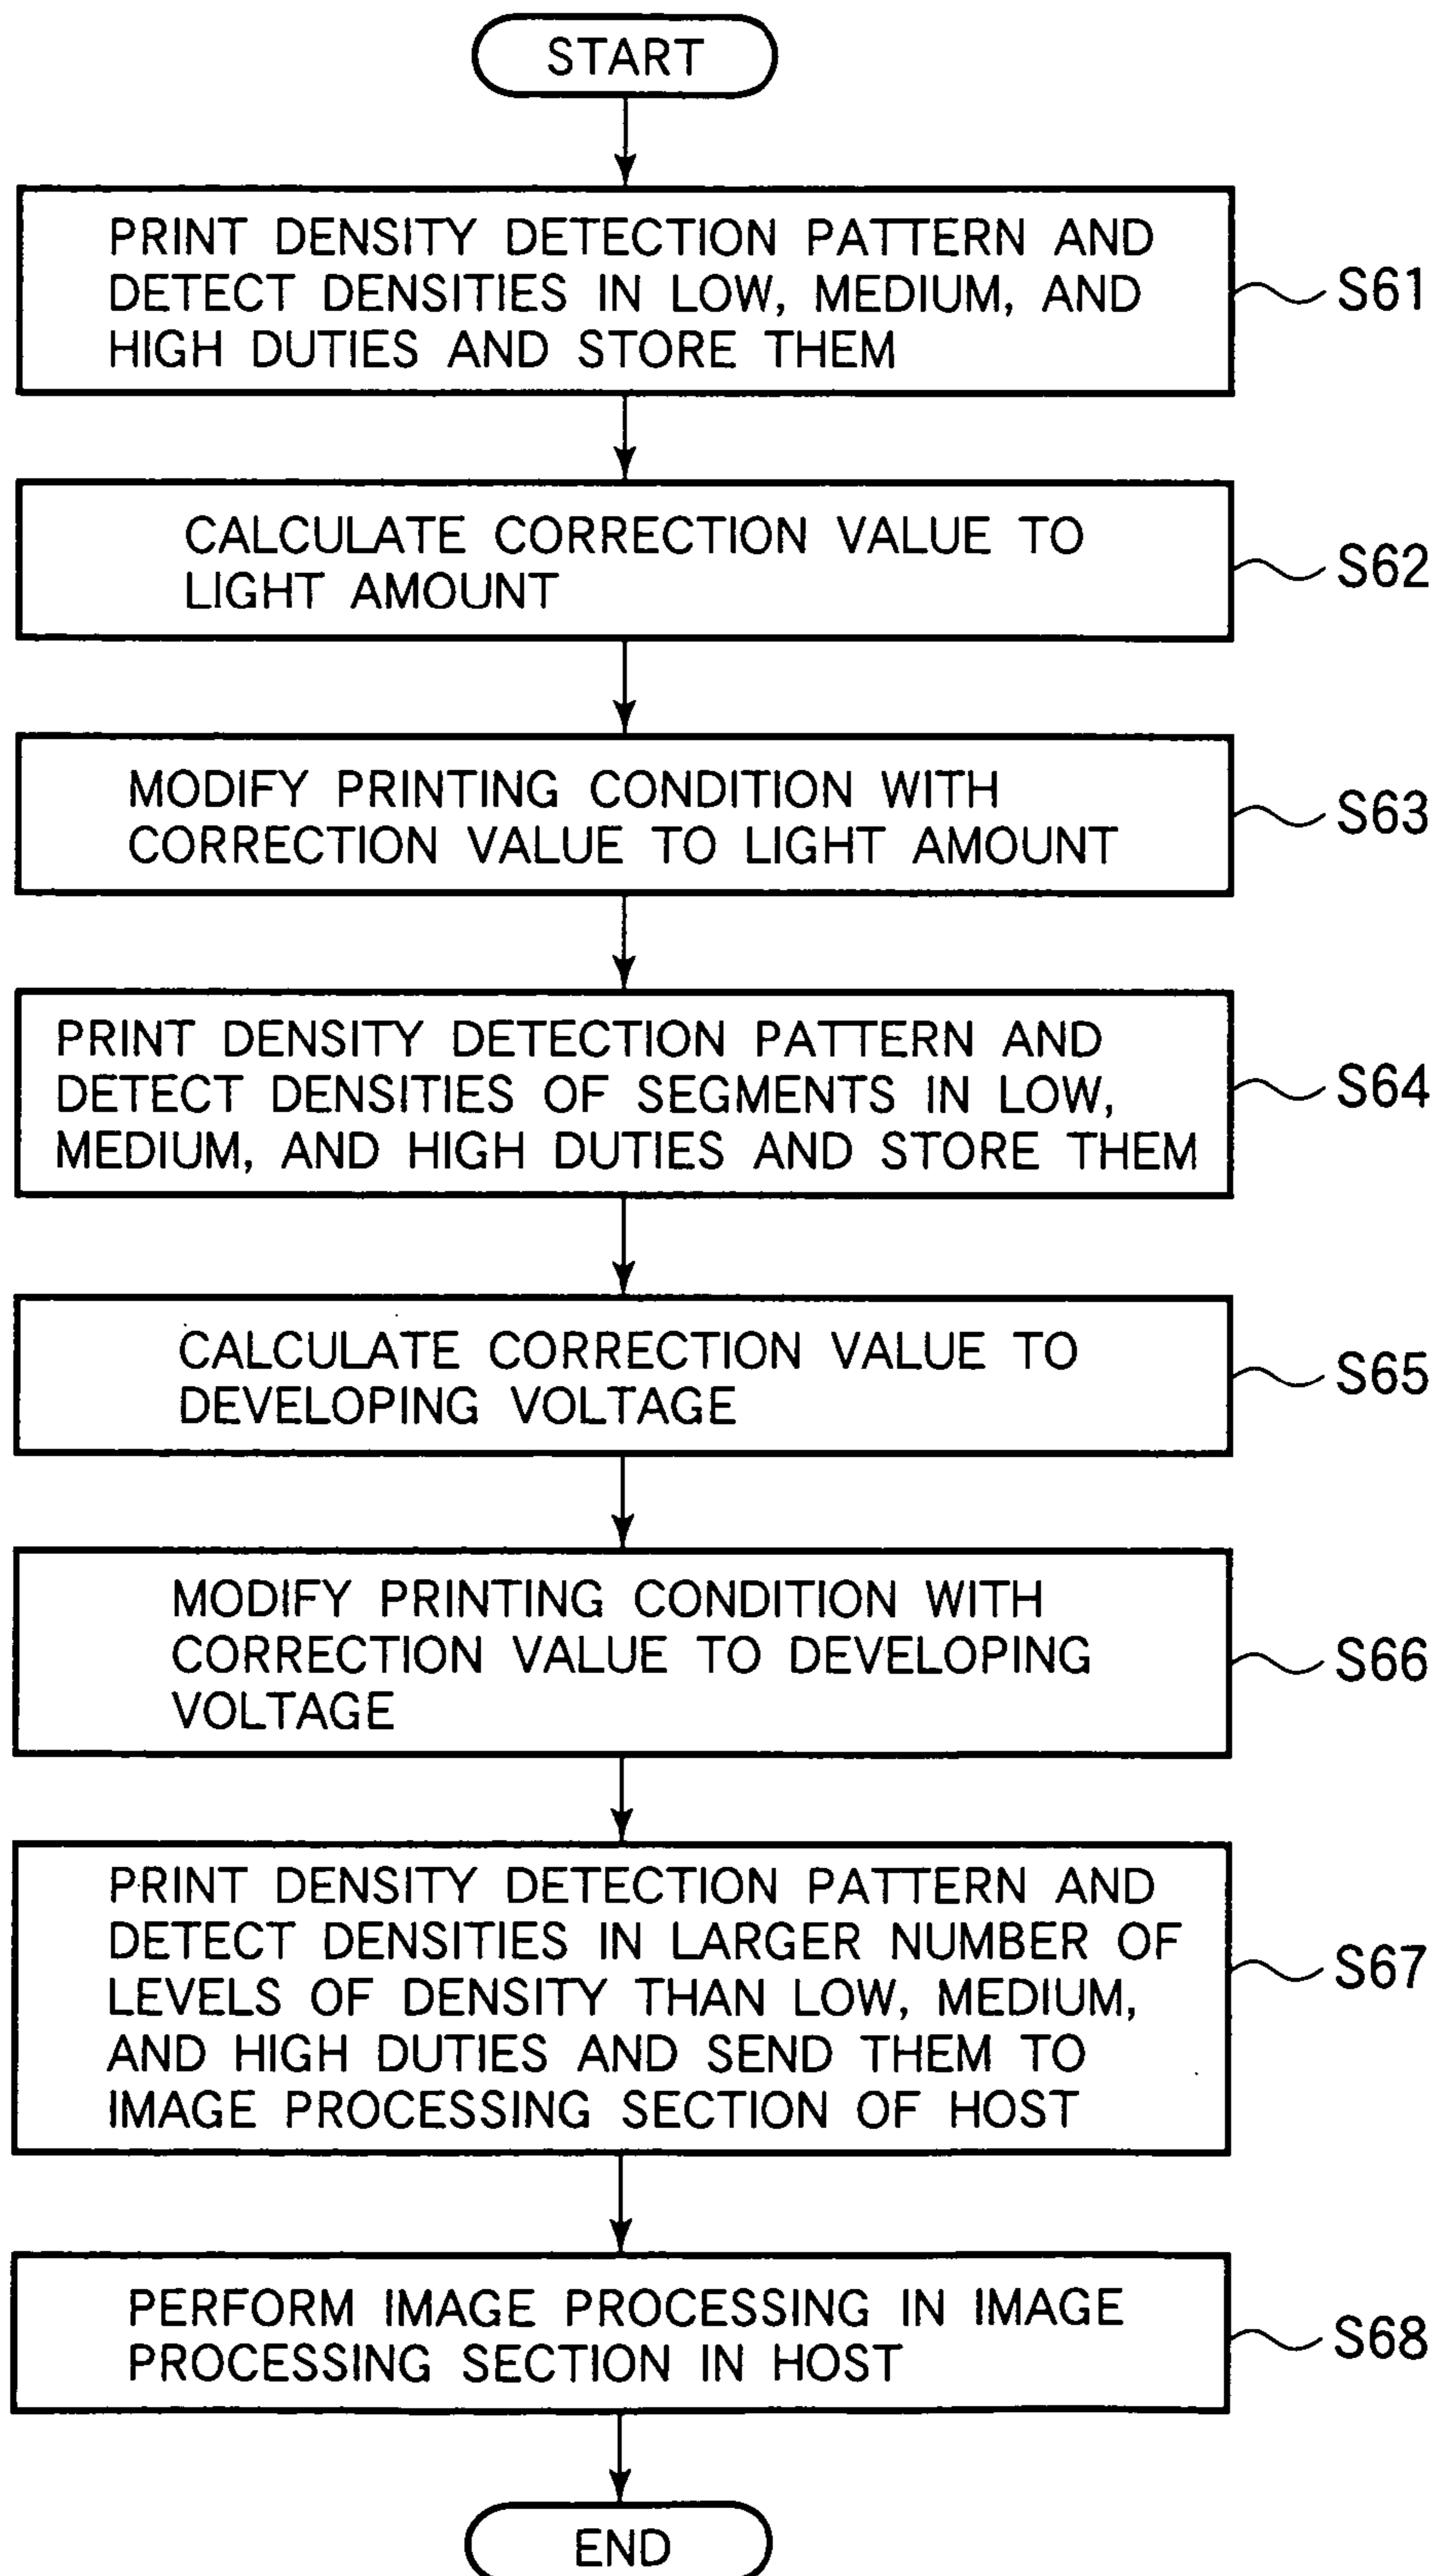 START
PRINT DENSITY DETECTION PATTERN AND
DETECT DENSITIES IN LOW, MEDIUM, AND
HIGH DUTIES AND STORE THEM
S61
CALCULATE CORRECTION VALUE TO
LIGHT AMOUNT
S62
MODIFY PRINTING CONDITION WITH
CORRECTION VALUE TO LIGHT AMOUNT
S63
PRINT DENSITY DETECTION PATTERN AND
DETECT DENSITIES OF SEGMENTS IN LOW,
MEDIUM, AND HIGH DUTIES AND STORE THEM
S64
CALCULATE CORRECTION VALUE TO
DEVELOPING VOLTAGE
S65
MODIFY PRINTING CONDITION WITH
CORRECTION VALUE TO DEVELOPING
VOLTAGE
S66
PRINT DENSITY DETECTION PATTERN AND
DETECT DENSITIES IN LARGER NUMBER OF
LEVELS OF DENSITY THAN LOW, MEDIUM,
AND HIGH DUTIES AND SEND THEM TO
IMAGE PROCESSING SECTION OF HOST
S67
PERFORM IMAGE PROCESSING IN IMAGE
PROCESSING SECTION IN HOST
S68
END